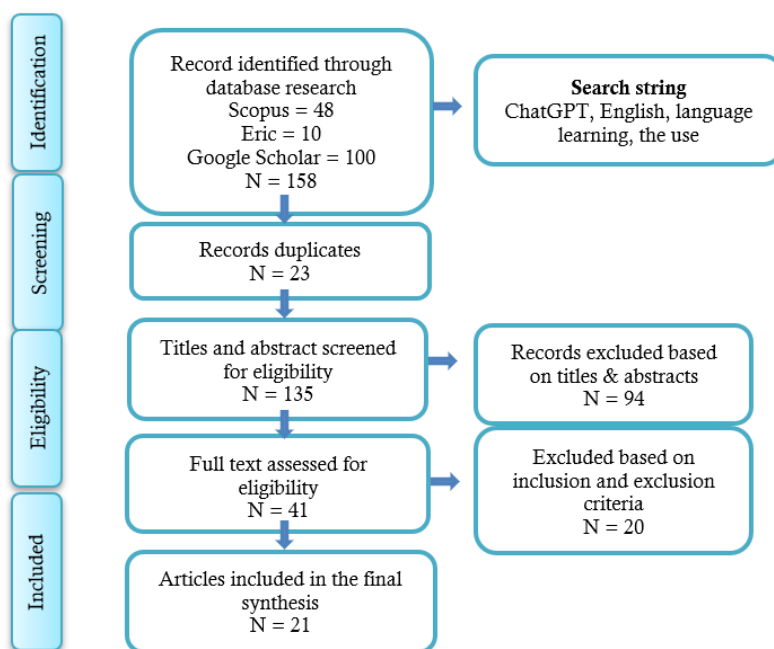 Identification
Record identified through
database research
Scopus = 48
Eric = 10
Google Scholar = 100
N = 158
Search string
ChatGPT, English, language
learning, the use
Screening
Records duplicates
N = 23
Eligibility
Titles and abstract screened
for eligibility
N = 135
Records excluded based
on titles & abstracts
N = 94
Full text assessed for
eligibility
N = 41
Excluded based on
inclusion and exclusion
criteria
N = 20
Included
Articles included in the final
synthesis
N = 21